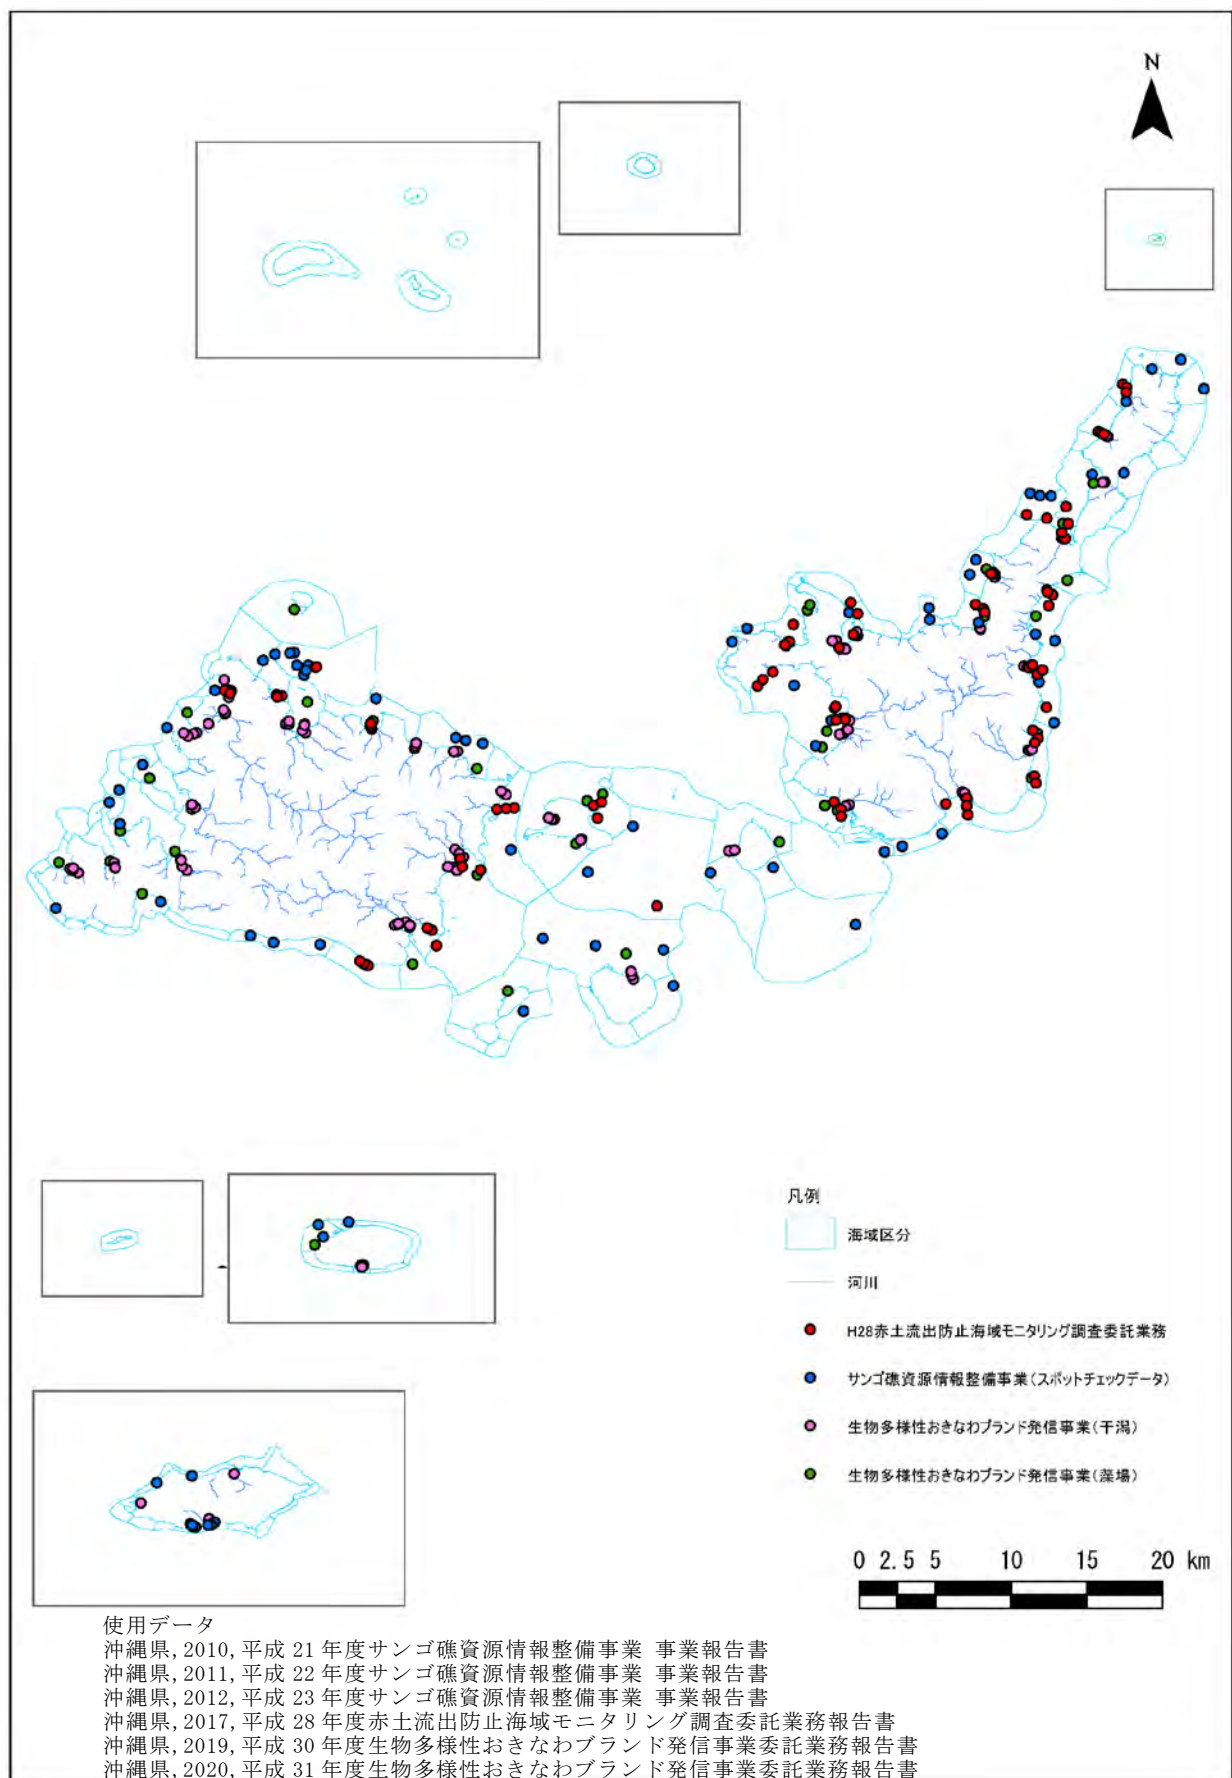 N
凡例
海域区分
河川
H28赤土流出防止海域モニタリング調査委託業務
サンゴ礁資源情報整備事業(スポットチェックデータ)
生物多様性おきなわブランド発信事業(干潟)
生物多様性おきなわブランド発信事業(藻場)
0 2.5 5 10 15 20 km
使用データ
沖縄県,2010,平成 21 年度サンゴ礁資源情報整備事業 事業報告書
沖縄県,2011,平成 22 年度サンゴ礁資源情報整備事業 事業報告書
沖縄県,2012,平成 23 年度サンゴ礁資源情報整備事業 事業報告書
沖縄県,2017,平成 28 年度赤土流出防止海域モニタリング調査委託業務報告書
沖縄県,2019,平成 30 年度生物多様性おきなわブランド発信事業委託業務報告書
沖縄県,2020,平成 31 年度生物多様性おきなわブランド発信事業委託業務報告書